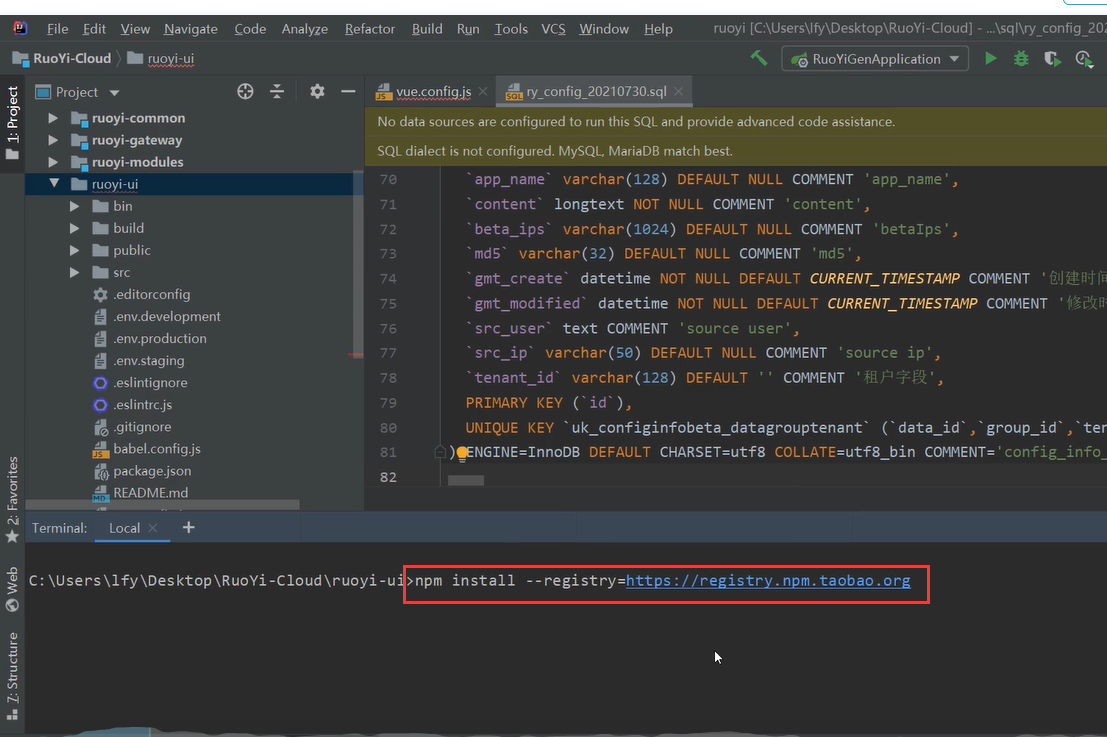 File Edit View Navigate Code Analyze Refactor Build Run Tools VCS Window Help ruoyi [C:\Users\lfy\Desktop\RuoYi-Cloud] - ...\sql\ry_config_202
RuoYi-Cloud ruoyi-ui RuoYiGenApplication
1: Project
Project
vue.config.js ry_config_20210730.sql
ruoyi-common
ruoyi-gateway
ruoyi-modules
ruoyi-ui
bin
build
public
src
.editorconfig
.env.development
.env.production
.env.staging
.eslintignore
.eslintrc.js
.gitignore
babel.config.js
package.json
README.md
No data sources are configured to run this SQL and provide advanced code assistance.
SQL dialect is not configured. MySQL, MariaDB match best.
70 `app_name` varchar(128) DEFAULT NULL COMMENT 'app_name',
71 `content` longtext NOT NULL COMMENT 'content',
72 `beta_ips` varchar(1024) DEFAULT NULL COMMENT 'betaIps',
73 `md5` varchar(32) DEFAULT NULL COMMENT 'md5',
74 `gmt_create` datetime NOT NULL DEFAULT CURRENT_TIMESTAMP COMMENT '创建时间
75 `gmt_modified` datetime NOT NULL DEFAULT CURRENT_TIMESTAMP COMMENT '修改时
76 `src_user` text COMMENT 'source user',
77 `src_ip` varchar(50) DEFAULT NULL COMMENT 'source ip',
78 `tenant_id` varchar(128) DEFAULT '' COMMENT '租户字段',
79 PRIMARY KEY (`id`),
80 UNIQUE KEY `uk_configinfobeta_datagrouptenant` (`data_id`,`group_id`,`ten
81 ) ENGINE=InnoDB DEFAULT CHARSET=utf8 COLLATE=utf8_bin COMMENT='config_info_
82
2: Favorites
Web
7: Structure
Terminal: Local +
C:\Users\lfy\Desktop\RuoYi-Cloud\ruoyi-ui>npm install --registry=https://registry.npm.taobao.org